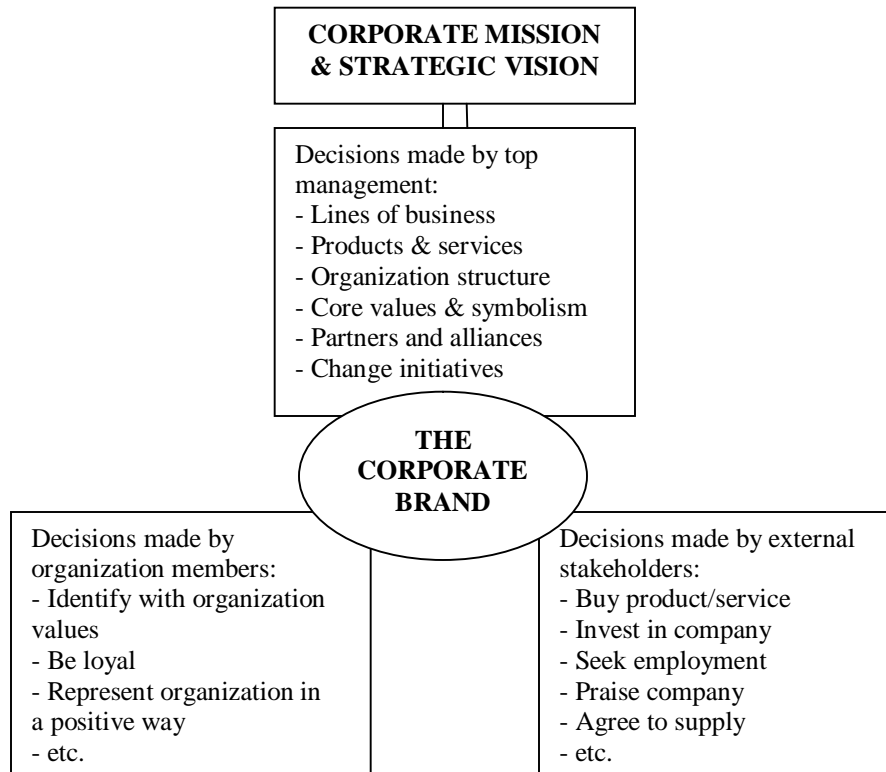 CORPORATE MISSION
& STRATEGIC VISION
Decisions made by top
management:
- Lines of business
- Products & services
- Organization structure
- Core values & symbolism
- Partners and alliances
- Change initiatives
THE
CORPORATE
BRAND
Decisions made by
organization members:
- Identify with organization
values
- Be loyal
- Represent organization in
a positive way
- etc.
Decisions made by external
stakeholders:
- Buy product/service
- Invest in company
- Seek employment
- Praise company
- Agree to supply
- etc.